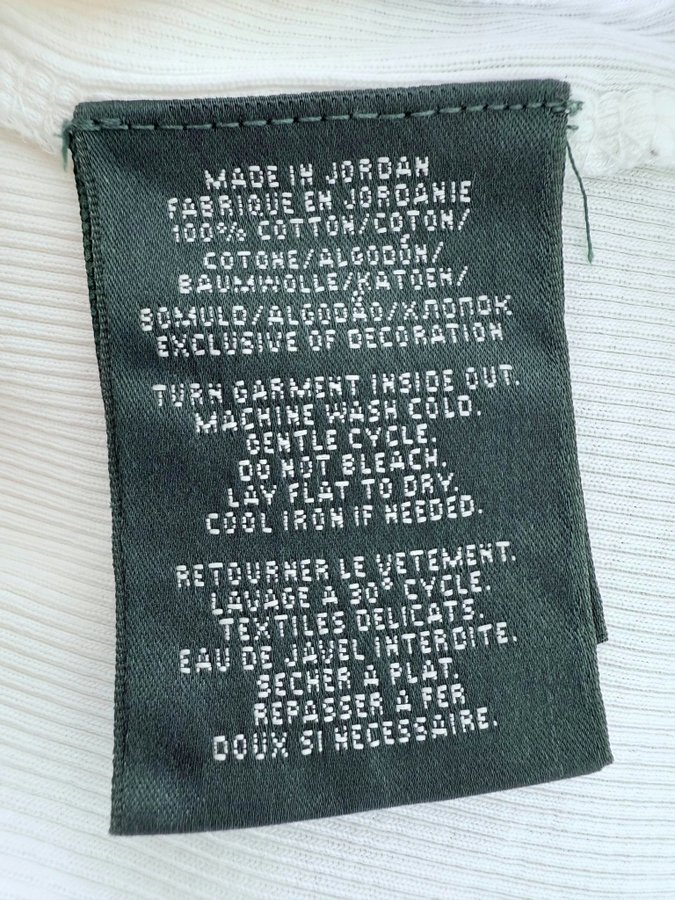 MADE IN JORDAN
FABRIQUE EN JORDANIE
100% COTTON/COTON/
COTONE/ALGODÓN/
BAUMWOLLE/KATOEN/
BOMULD/ALGODÃO/ХЛОПОК
EXCLUSIVE OF DECORATION
TURN GARMENT INSIDE OUT.
MACHINE WASH COLD.
GENTLE CYCLE.
DO NOT BLEACH.
LAY FLAT TO DRY.
COOL IRON IF NEEDED.
RETOURNER LE VETEMENT.
LAVAGE A 30° CYCLE.
TEXTILES DELICATS.
EAU DE JAVEL INTERDITE.
SECHER A PLAT.
REPASSER A FER
DOUX SI NECESSAIRE.